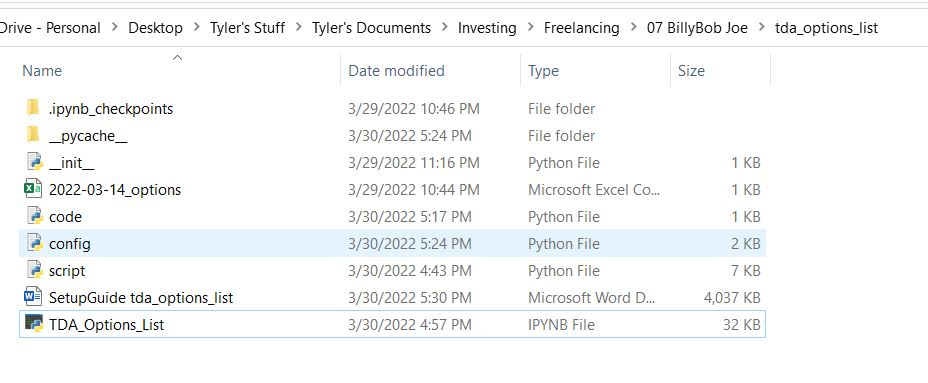 Drive - Personal > Desktop > Tyler's Stuff > Tyler's Documents > Investing > Freelancing > 07 BillyBob Joe > tda_options_list
Name Date modified Type Size
.ipynb_checkpoints 3/29/2022 10:46 PM File folder
__pycache__ 3/30/2022 5:24 PM File folder
__init__ 3/29/2022 11:16 PM Python File 1 KB
2022-03-14_options 3/29/2022 10:44 PM Microsoft Excel Co... 1 KB
code 3/30/2022 5:17 PM Python File 1 KB
config 3/30/2022 5:24 PM Python File 2 KB
script 3/30/2022 4:43 PM Python File 7 KB
SetupGuide tda_options_list 3/30/2022 5:30 PM Microsoft Word D... 4,037 KB
TDA_Options_List 3/30/2022 4:57 PM IPYNB File 32 KB